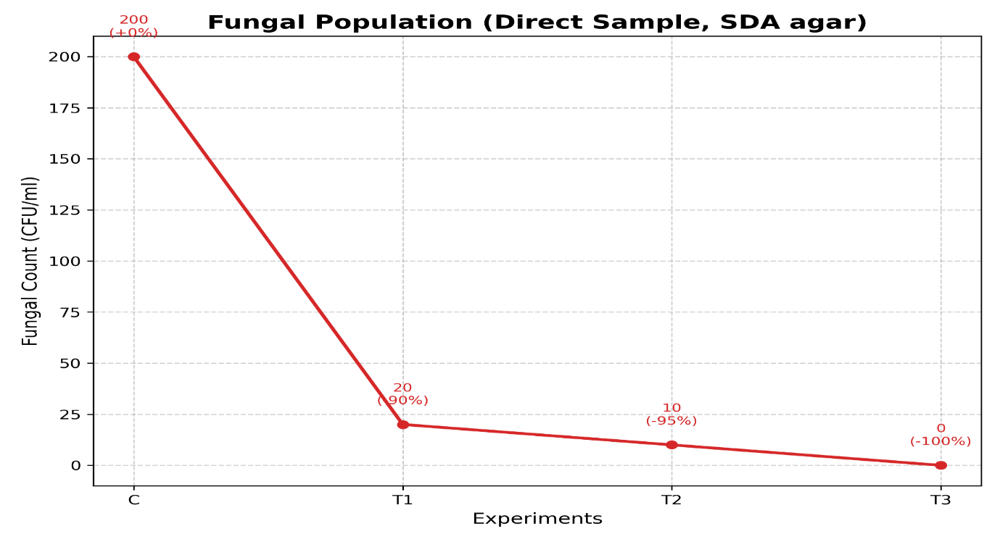 Fungal Population (Direct Sample, SDA agar)
200
(+0%)
200
175
150
125
100
75
50
25
0
Fungal Count (CFU/ml)
20
(-90%)
10
(-95%)
0
(-100%)
C
T1
T2
T3
Experiments